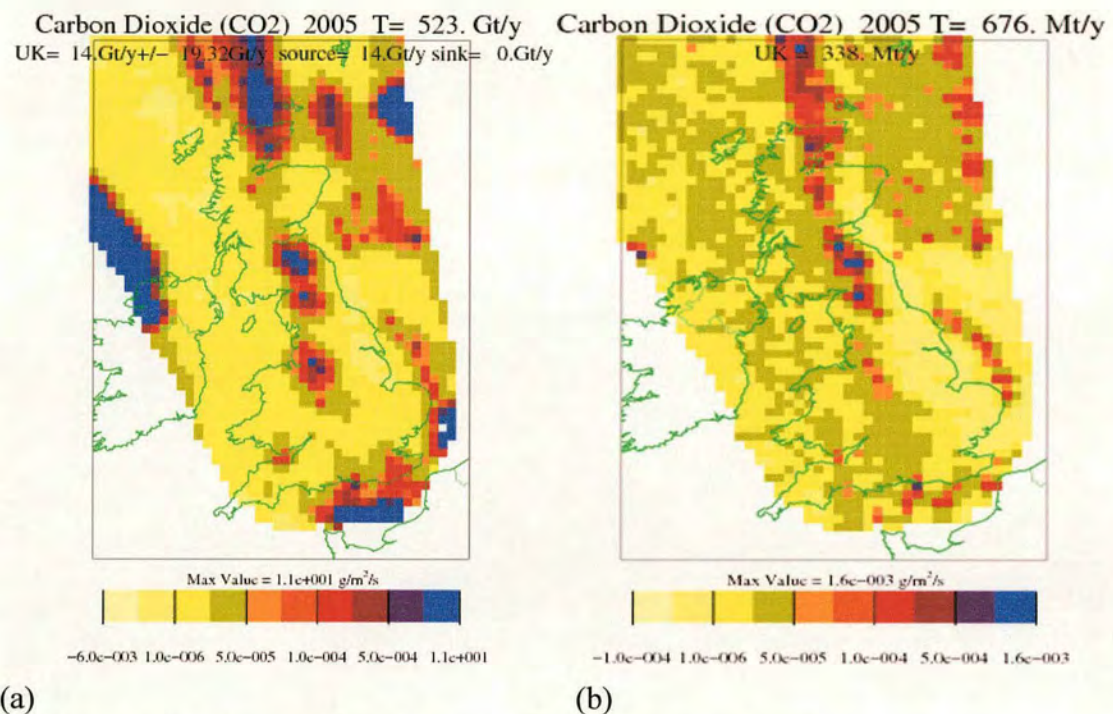 Carbon Dioxide (CO2) 2005 T= 523. Gt/y
UK= 14.Gt/y+/− 19.32Gt/y source= 14.Gt/y sink= 0.Gt/y
Max Value = 1.1e+001 g/m²/s
−6.0e−003 1.0e−006 5.0e−005 1.0e−004 5.0e−004 1.1e+001
(a)
Carbon Dioxide (CO2) 2005 T= 676. Mt/y
UK = 338. Mt/y
Max Value = 1.6e−003 g/m²/s
−1.0e−004 1.0e−006 5.0e−005 1.0e−004 5.0e−004 1.6e−003
(b)